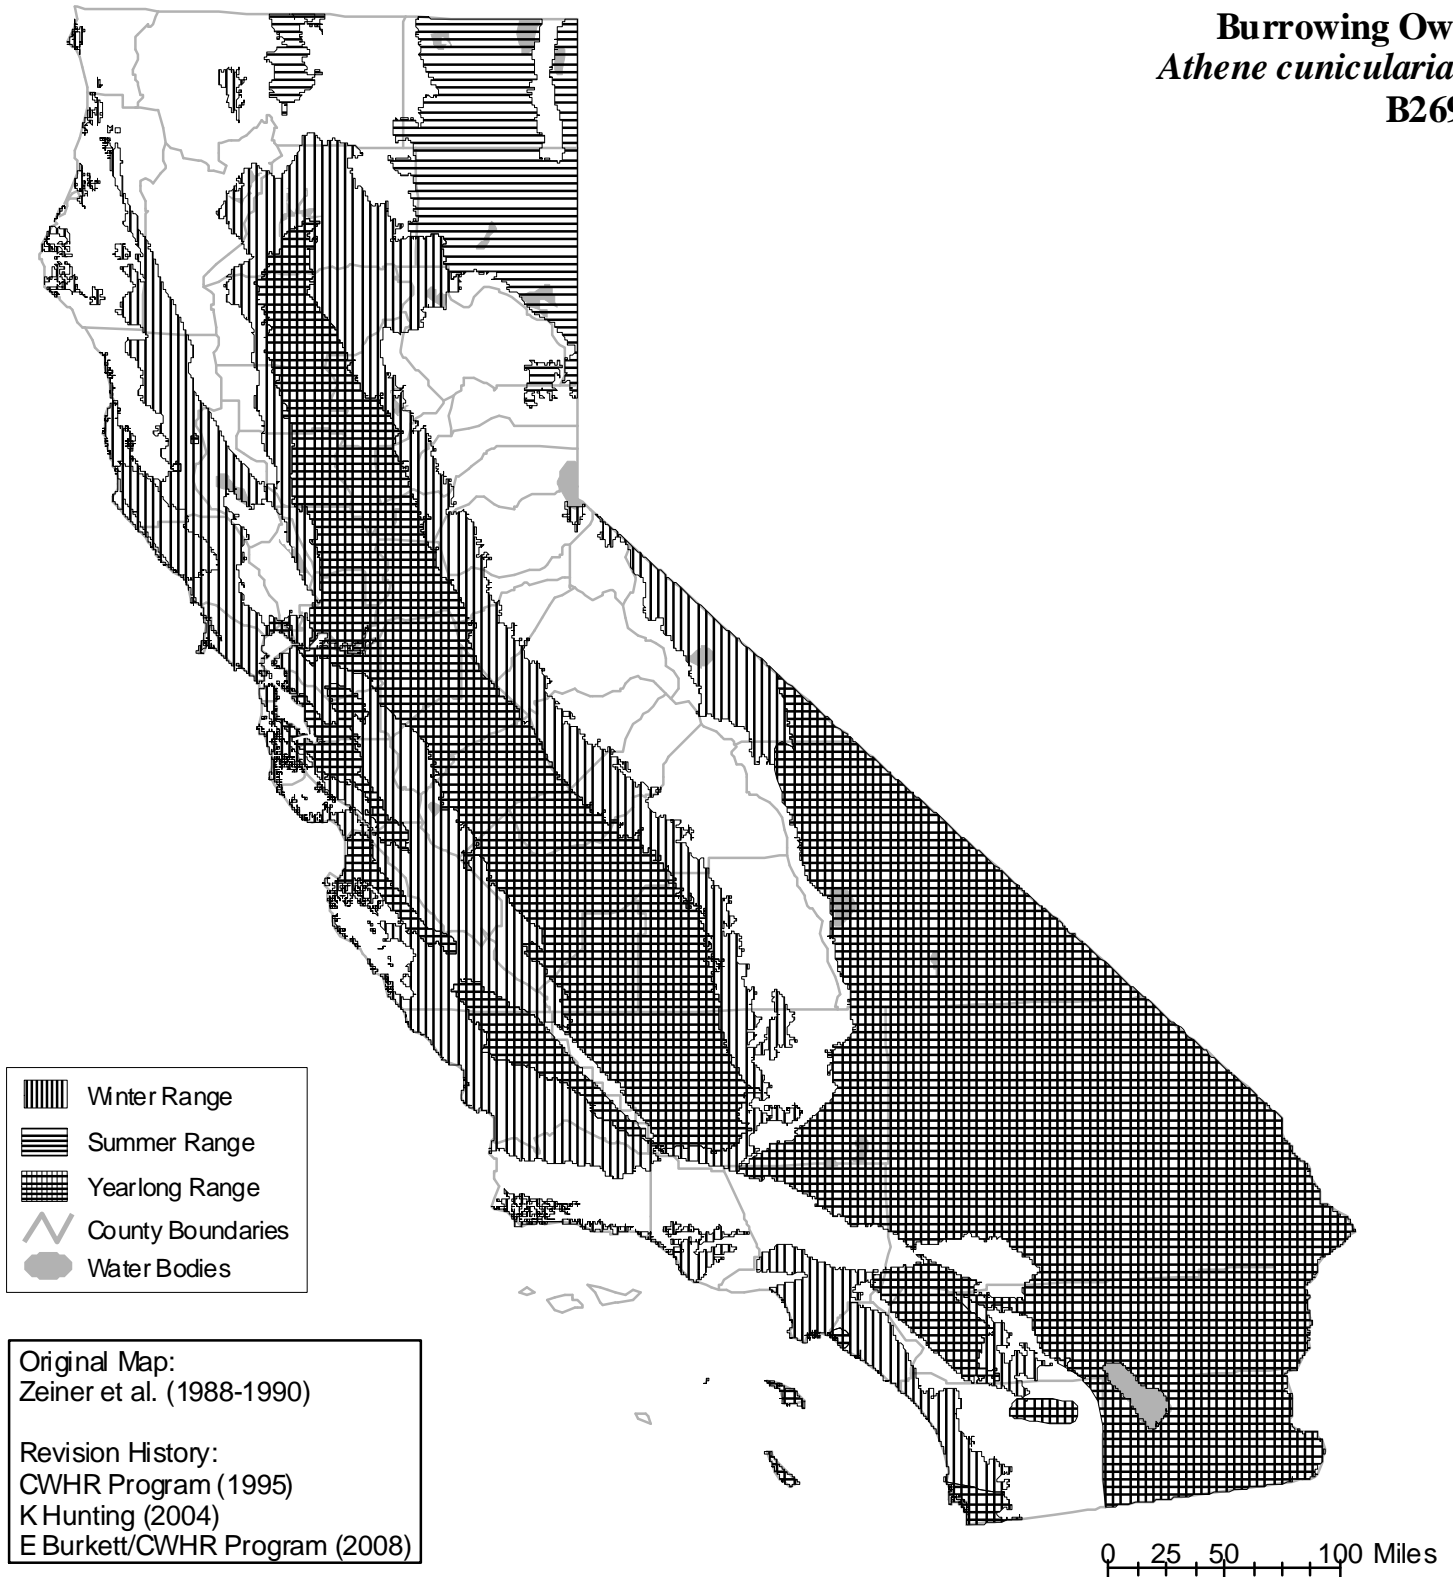 Burrowing Ow
Athene cunicularia
B269
Winter Range
Summer Range
Yearlong Range
County Boundaries
Water Bodies
Original Map:
Zeiner et al. (1988-1990)
Revision History:
CWHR Program (1995)
K Hunting (2004)
E Burkett/CWHR Program (2008)
0 25 50 100 Miles